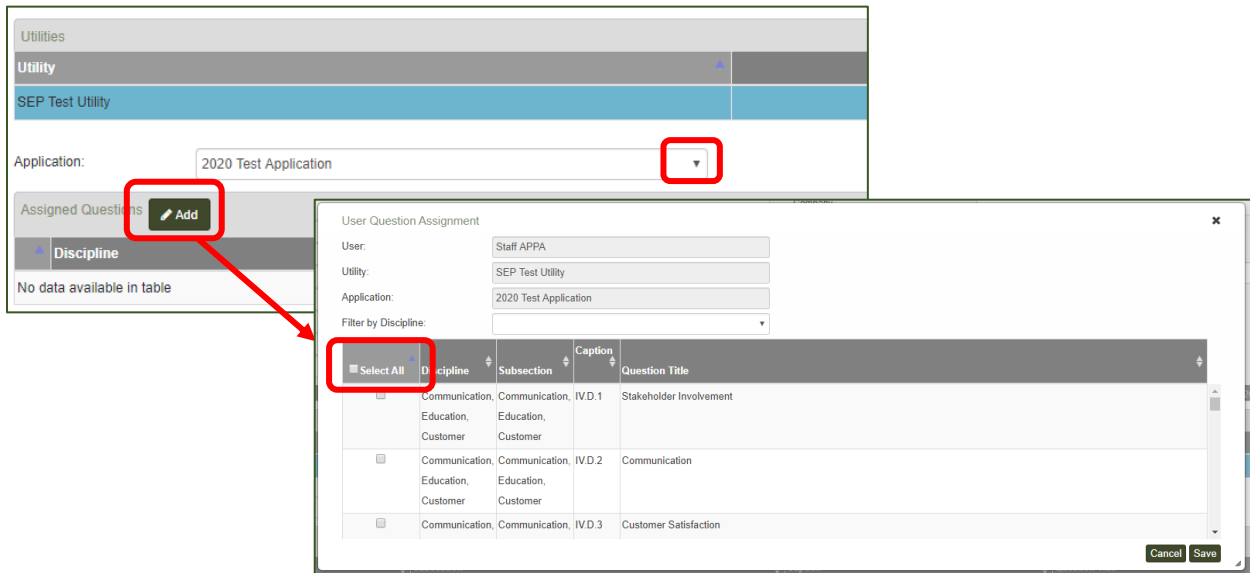 Utilities
Utility
SEP Test Utility
Application: 2020 Test Application
Assigned Questions Add
Discipline
No data available in table
Company
User Question Assignment
User: Staff APPA
Utility: SEP Test Utility
Application: 2020 Test Application
Filter by Discipline:
Select All Discipline Subsection Caption Question Title
Communication, Communication, IV.D.1 Stakeholder Involvement
Education, Education,
Customer Customer
Communication, Communication, IV.D.2 Communication
Education, Education,
Customer Customer
Communication, Communication, IV.D.3 Customer Satisfaction
Cancel Save